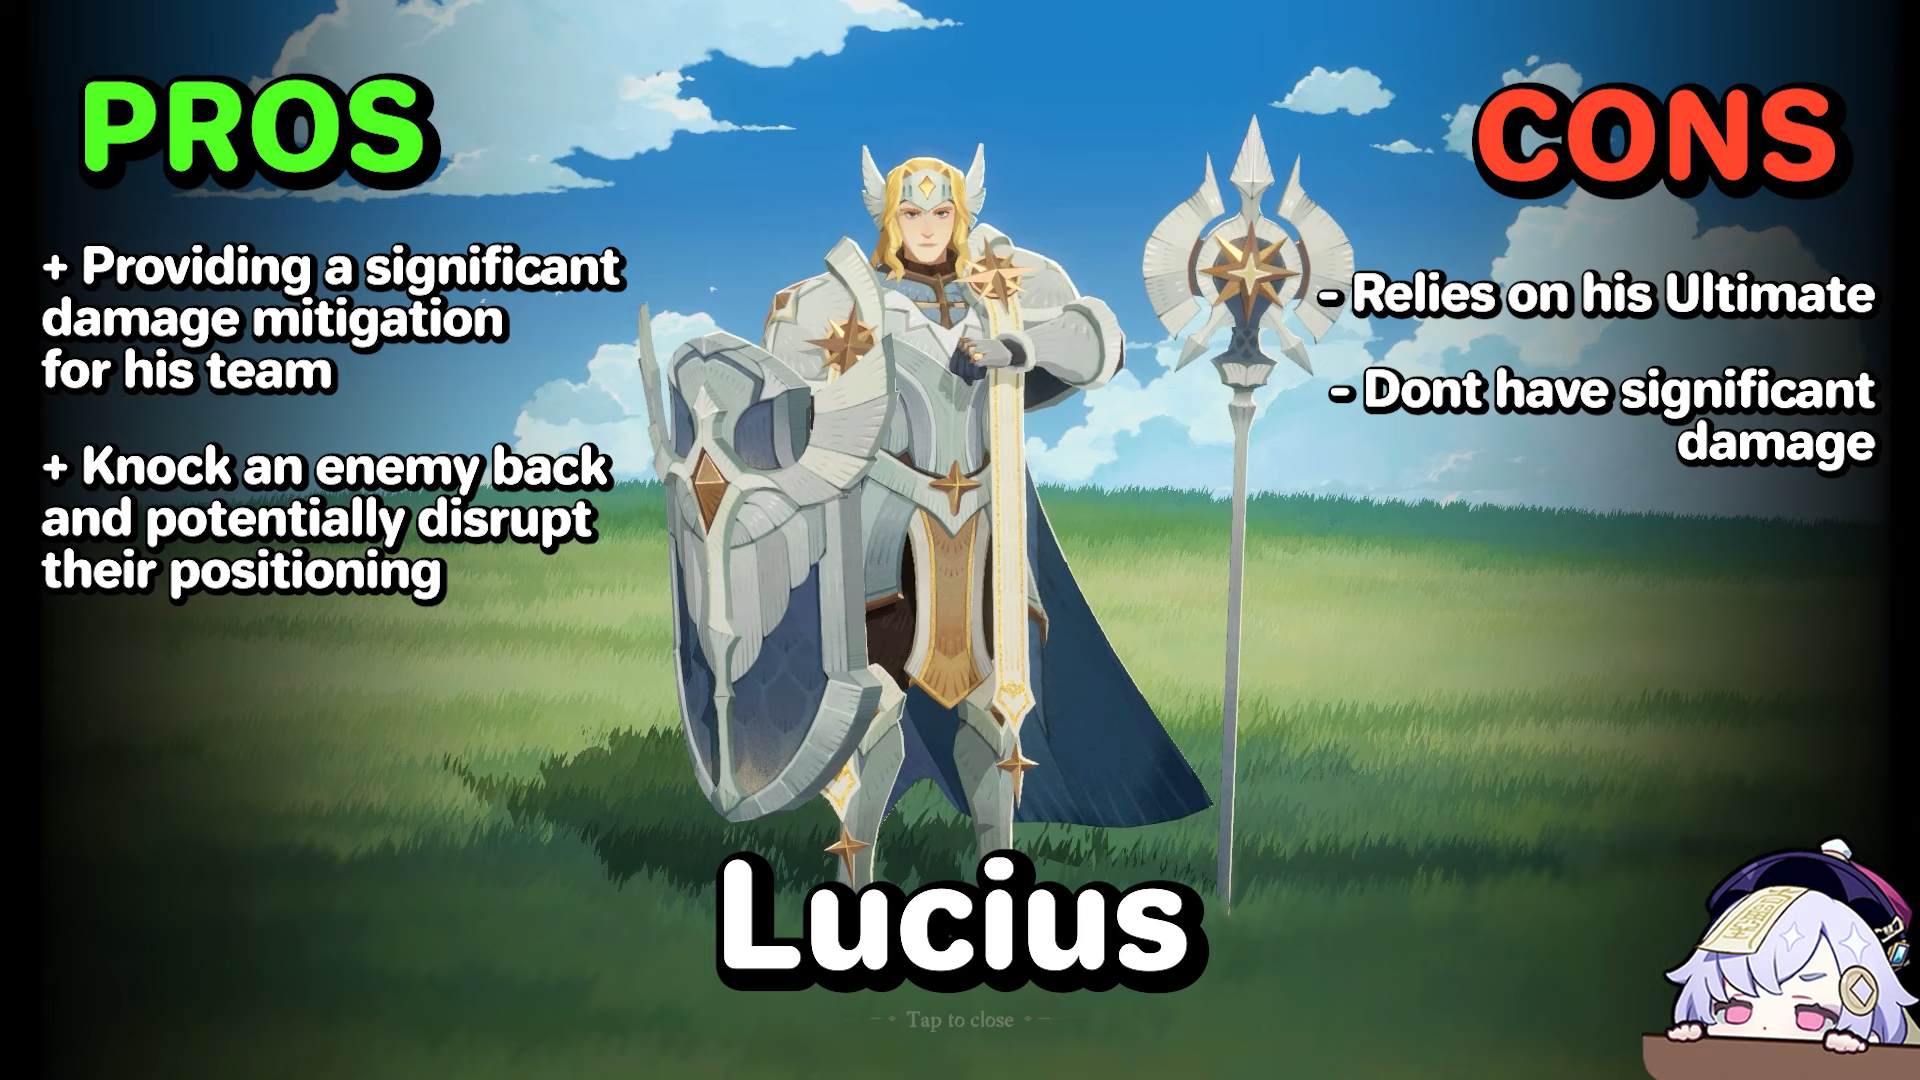 PROS
+ Providing a significant
damage mitigation
for his team
+ Knock an enemy back
and potentially disrupt
their positioning
CONS
- Relies on his Ultimate
- Dont have significant
damage
Lucius
Tap to close